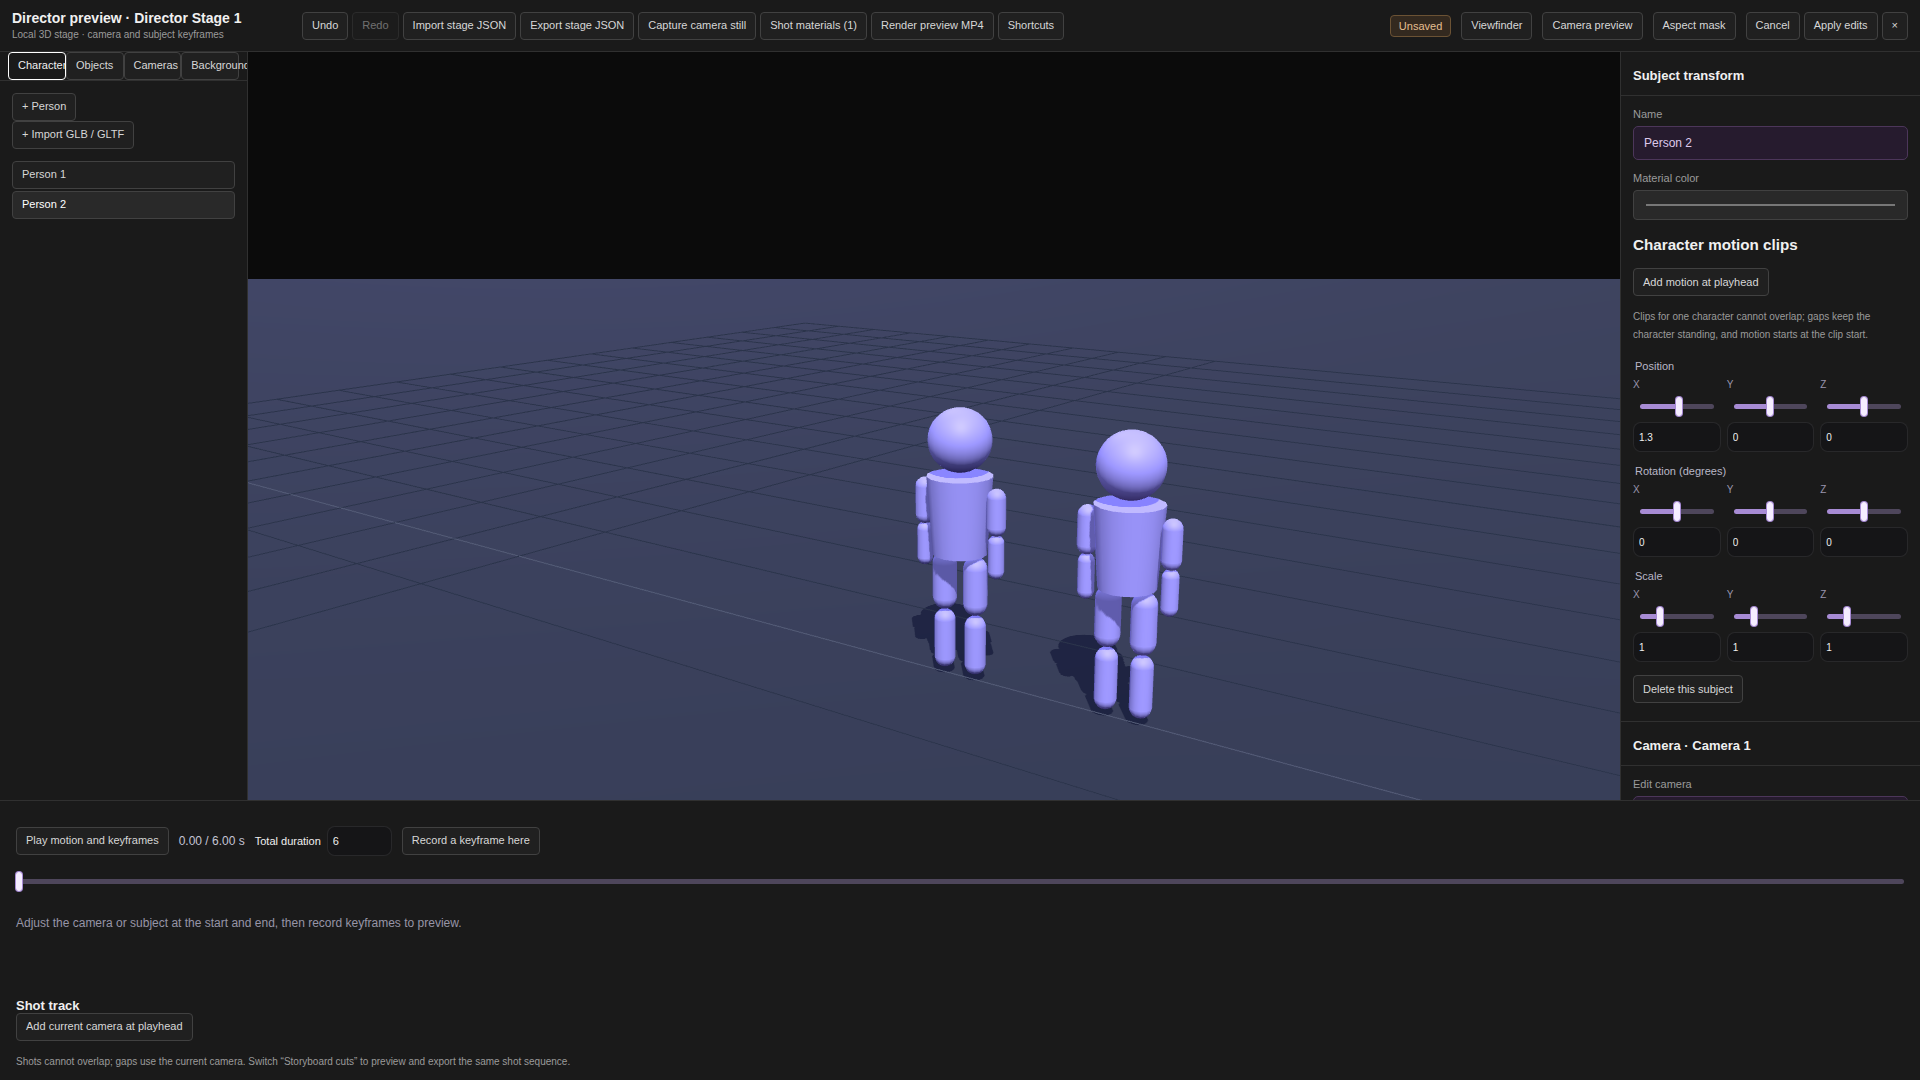 Director preview · Director Stage 1
Local 3D stage · camera and subject keyframes
Undo
Redo
Import stage JSON
Export stage JSON
Capture camera still
Shot materials (1)
Render preview MP4
Shortcuts
Unsaved
Viewfinder
Camera preview
Aspect mask
Cancel
Apply edits
×
Character
Objects
Cameras
Background
+ Person
+ Import GLB / GLTF
Person 1
Person 2
Subject transform
Name
Person 2
Material color
Character motion clips
Add motion at playhead
Clips for one character cannot overlap; gaps keep the
character standing, and motion starts at the clip start.
Position
X Y Z
1.3 0 0
Rotation (degrees)
X Y Z
0 0 0
Scale
X Y Z
1 1 1
Delete this subject
Camera · Camera 1
Edit camera
Play motion and keyframes
0.00 / 6.00 s
Total duration
6
Record a keyframe here
Adjust the camera or subject at the start and end, then record keyframes to preview.
Shot track
Add current camera at playhead
Shots cannot overlap; gaps use the current camera. Switch “Storyboard cuts” to preview and export the same shot sequence.